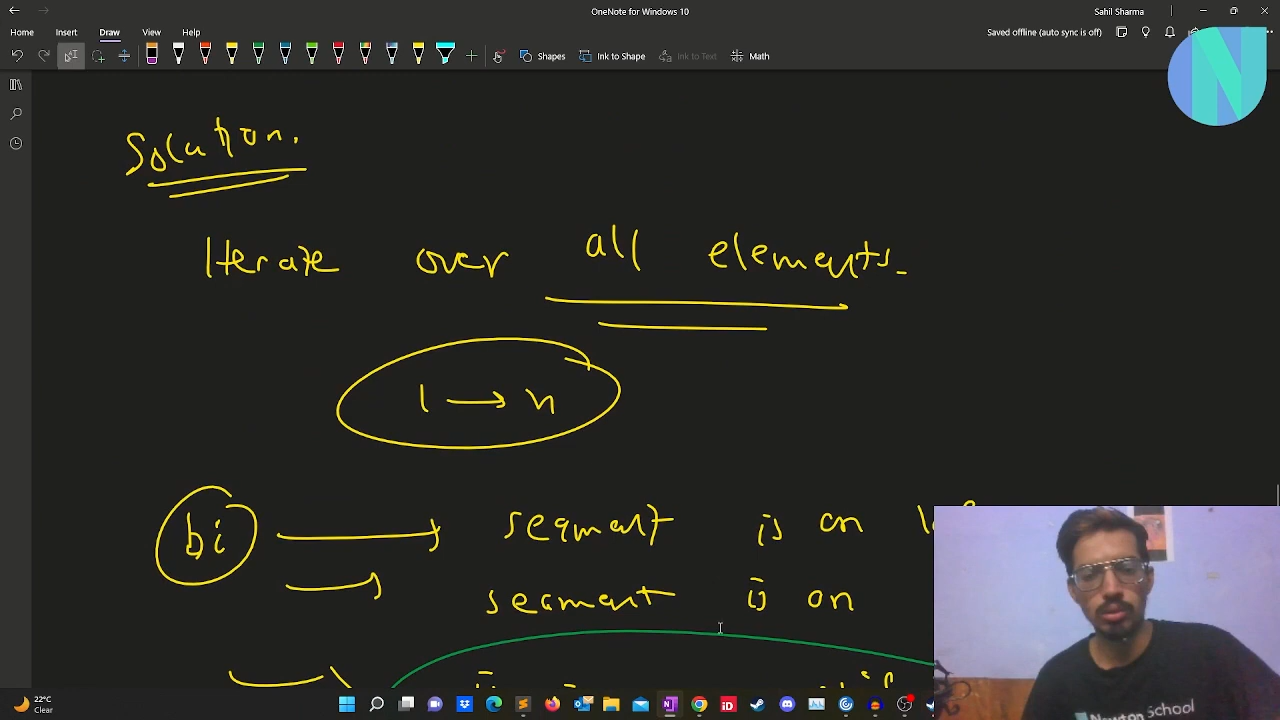 OneNote for Windows 10
Sahil Sharma
Home Insert Draw View Help
Saved offline (auto sync is off)
Shapes Ink to Shape Ink to Text Math
Solution.
Iterate over all elements.
1 → n
bi → segment is on
segment is on
22°C
Clear
Newton School